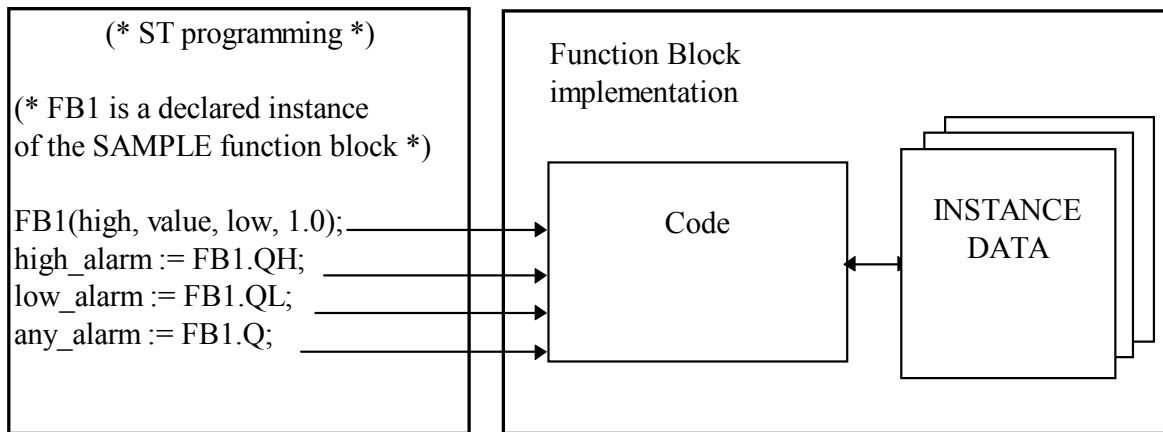 (* ST programming *)
(* FB1 is a declared instance
of the SAMPLE function block *)
FB1(high, value, low, 1.0);
high_alarm := FB1.QH;
low_alarm := FB1.QL;
any_alarm := FB1.Q;
Function Block
implementation
Code
INSTANCE
DATA